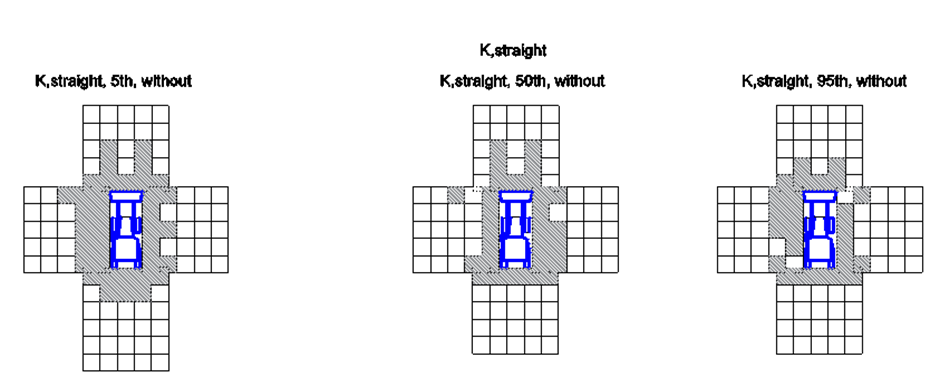 K,straight
K,straight, 5th, without
K,straight, 50th, without
K,straight, 95th, without